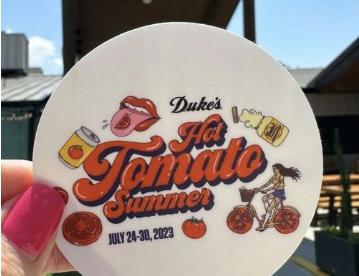 Duke's
Hot
Tomato
Summer
JULY 24-30, 2023